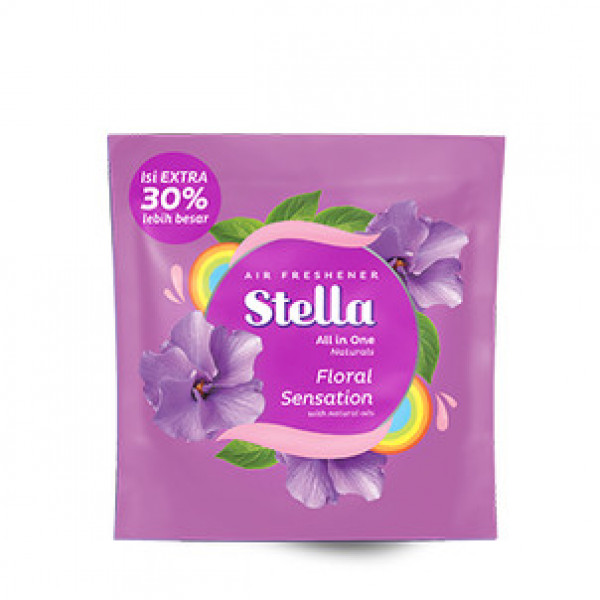 Isi EXTRA
30%
lebih besar
AIR FRESHENER
Stella
All in One
Naturals
Floral
Sensation
with natural oils